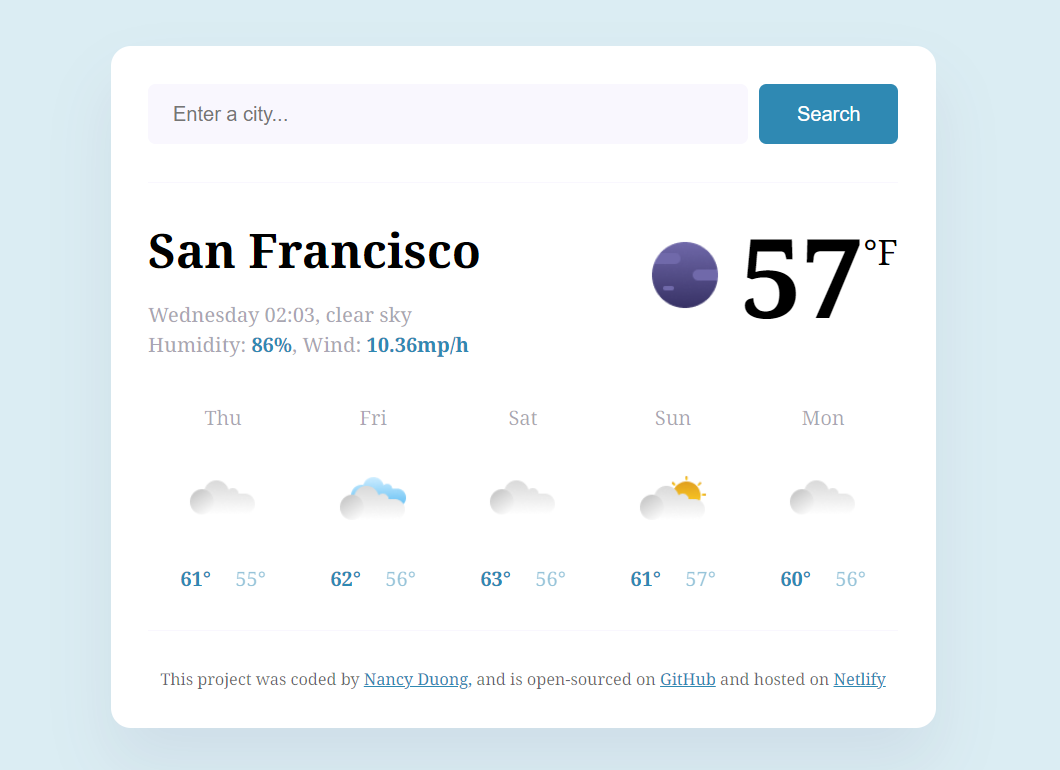 Enter a city...
Search
San Francisco
57°F
Wednesday 02:03, clear sky
Humidity: 86%, Wind: 10.36mp/h
Thu Fri Sat Sun Mon
61° 55° 62° 56° 63° 56° 61° 57° 60° 56°
This project was coded by Nancy Duong, and is open-sourced on GitHub and hosted on Netlify